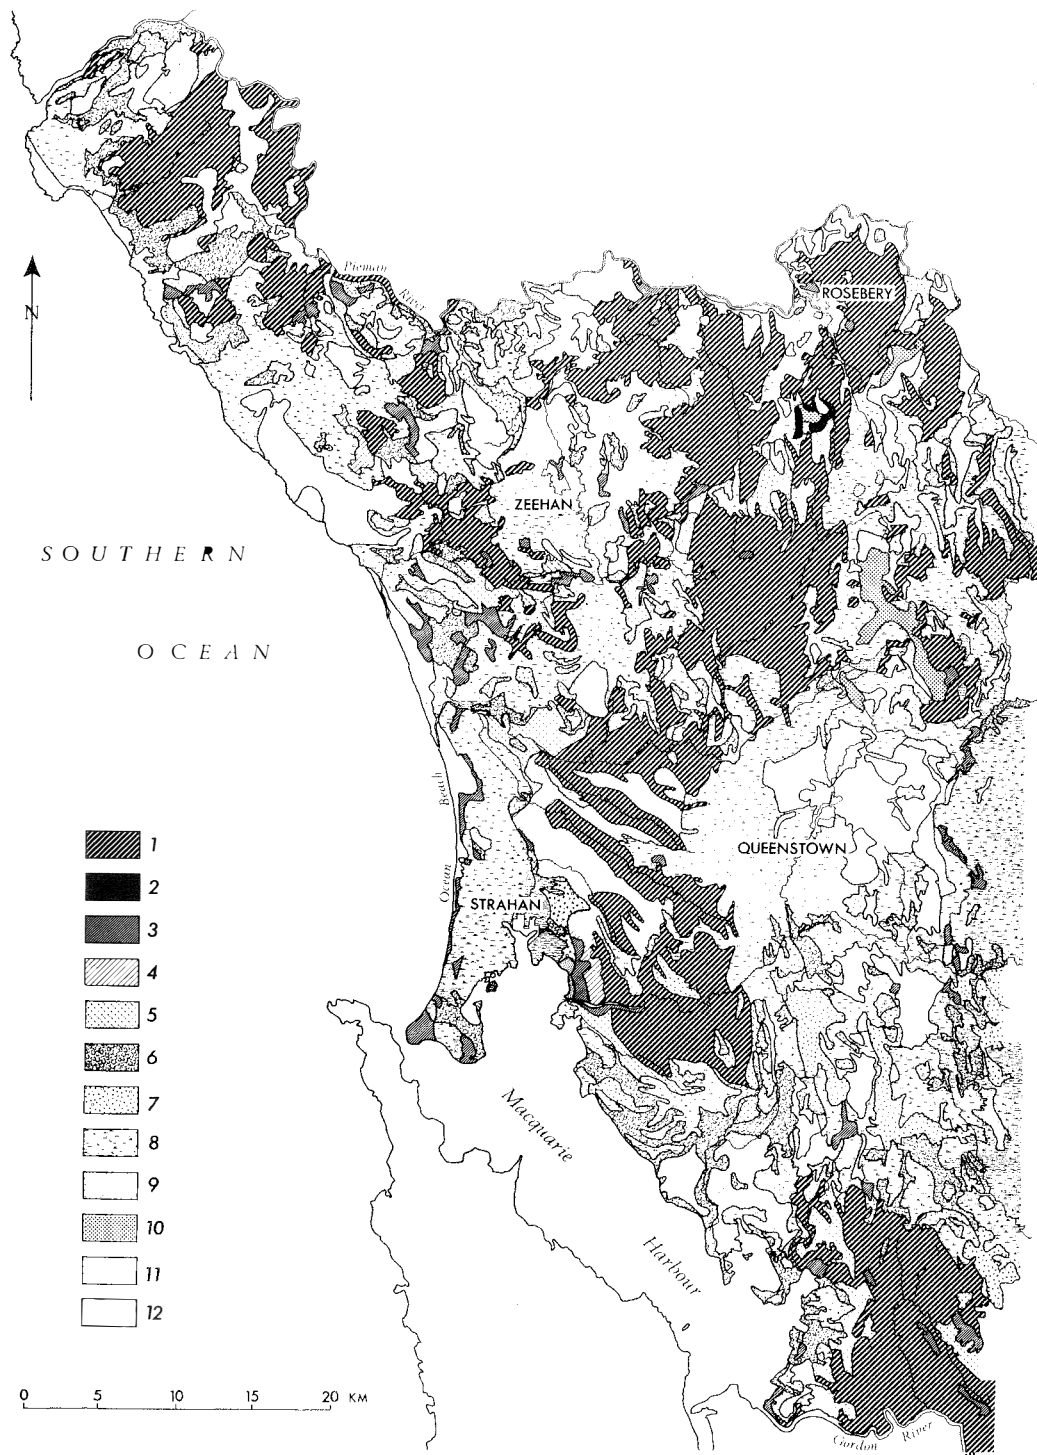 Pieman
River
ROSEBERY
N
ZEEHAN
SOUTHERN
OCEAN
Beach
Ocean
QUEENSTOWN
STRAHAN
1
2
3
4
5
6
7
8
9
10
11
12
Macquarie
Harbour
0 5 10 15 20 KM
Gordon River